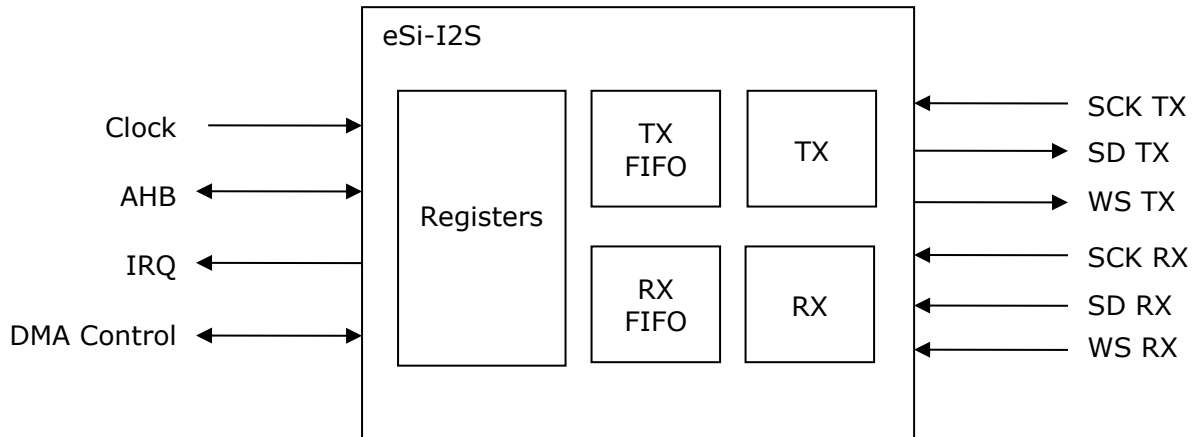 eSi-I2S
Clock
AHB
IRQ
DMA Control
Registers
TX
FIFO
TX
RX
FIFO
RX
SCK TX
SD TX
WS TX
SCK RX
SD RX
WS RX